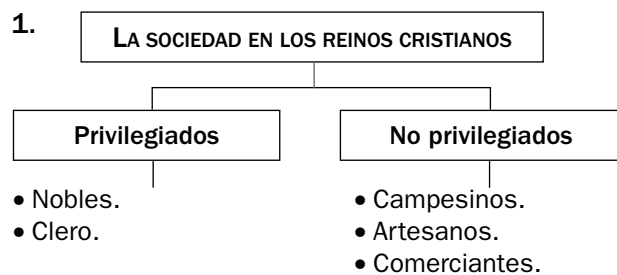 1.
LA SOCIEDAD EN LOS REINOS CRISTIANOS
Privilegiados
No privilegiados
• Nobles.
• Clero.
• Campesinos.
• Artesanos.
• Comerciantes.